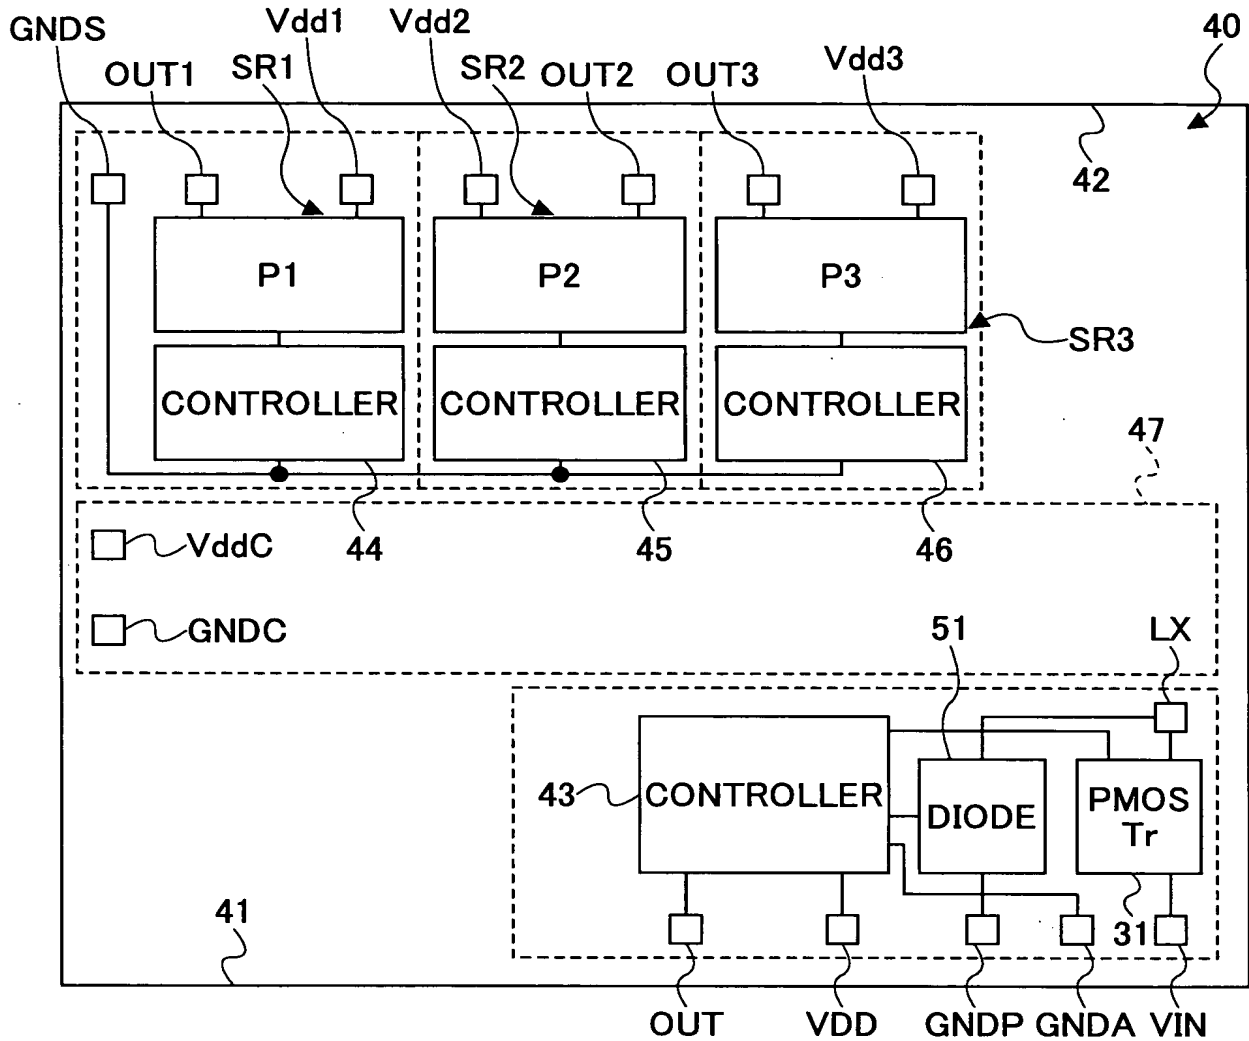 GNDS
OUT1
SR1
Vdd1
Vdd2
SR2
OUT2
OUT3
Vdd3
40
42
P1
P2
P3
SR3
CONTROLLER
CONTROLLER
CONTROLLER
47
VddC
44
45
46
GNDC
51
LX
43
CONTROLLER
DIODE
PMOS
Tr
41
31
OUT
VDD
GNDP
GNDA
VIN